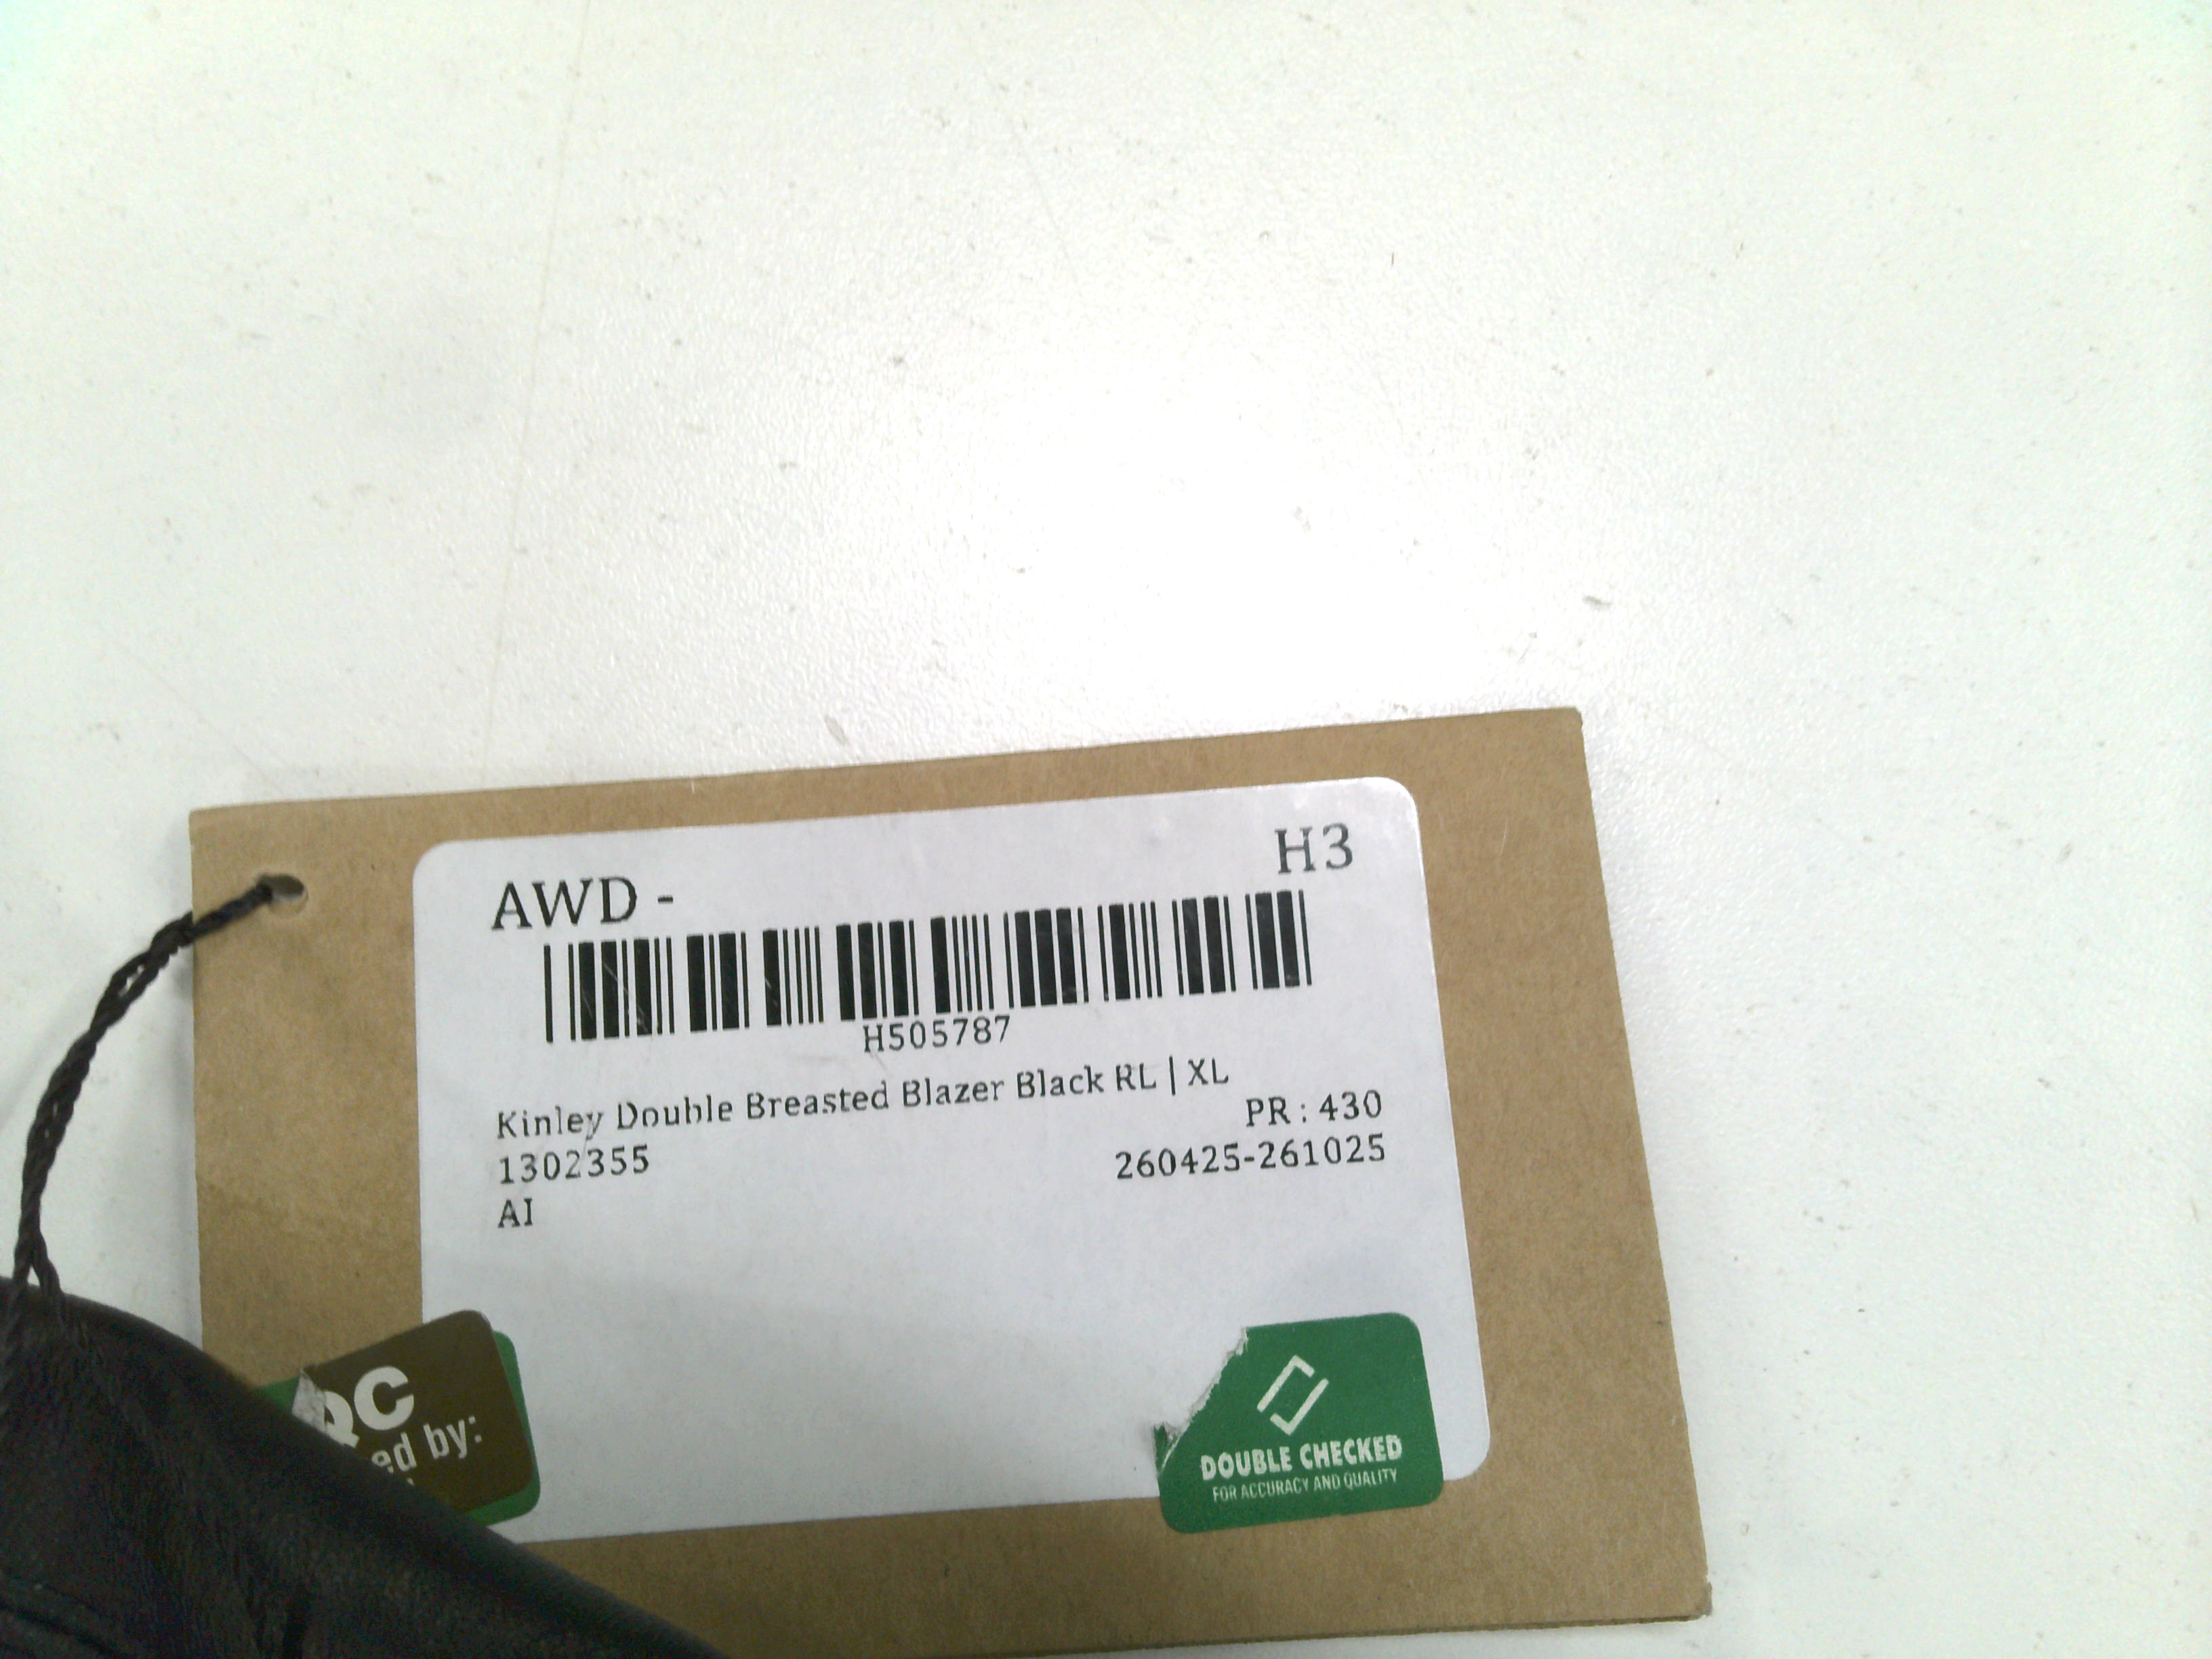 H3
AWD -
H505787
Kinley Double Breasted Blazer Black RL | XL
PR : 430
1302355
260425-261025
AI
QC
ed by:
DOUBLE CHECKED
FOR ACCURACY AND QUALITY